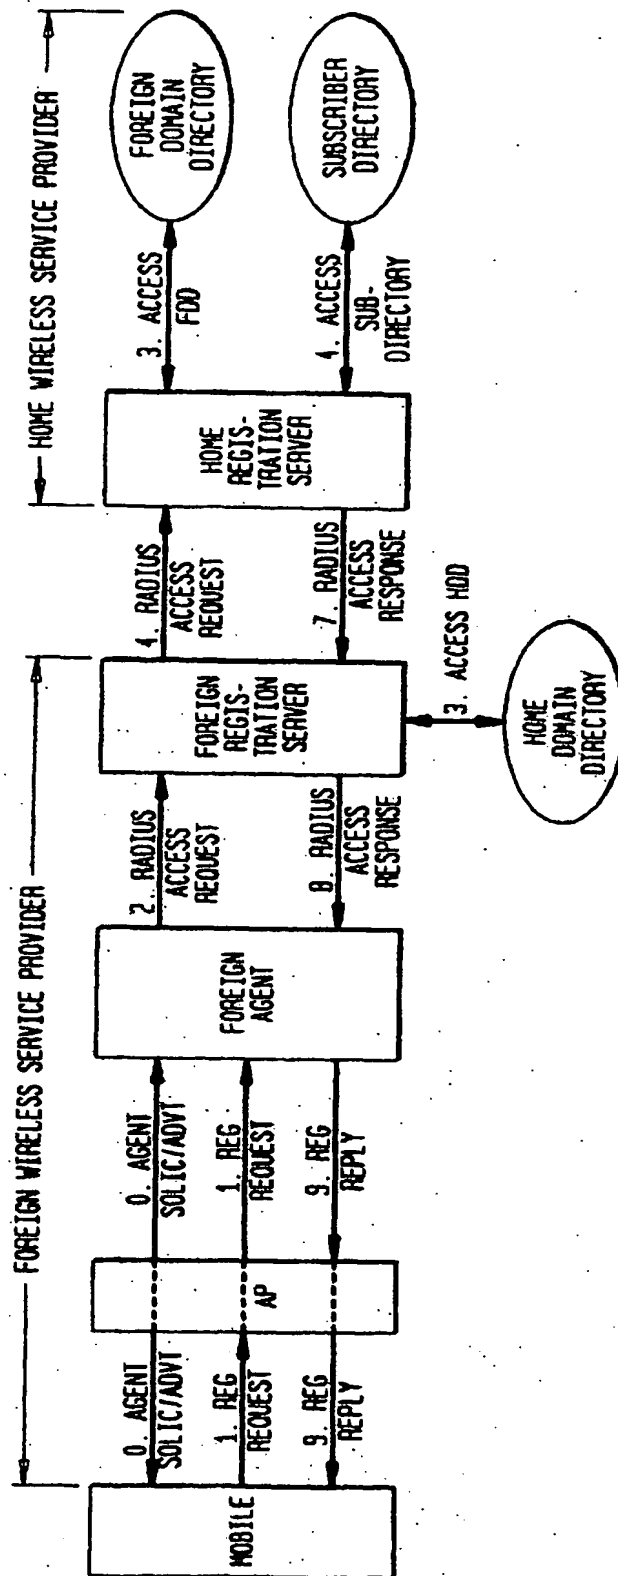 FOREIGN WIRELESS SERVICE PROVIDER
HOME WIRELESS SERVICE PROVIDER
MOBILE
0. AGENT
SOLIC/ADVT
1. REG
REQUEST
9. REG
REPLY
AP
0. AGENT
SOLIC/ADVT
1. REG
REQUEST
9. REG
REPLY
FOREIGN
AGENT
2. RADIUS
ACCESS
REQUEST
8. RADIUS
ACCESS
RESPONSE
FOREIGN
REGIS-
TRATION
SERVER
3. ACCESS HDD
HOME
DOMAIN
DIRECTORY
4. RADIUS
ACCESS
REQUEST
7. RADIUS
ACCESS
RESPONSE
HOME
REGIS-
TRATION
SERVER
3. ACCESS
FDD
4. ACCESS
SUB-
DIRECTORY
FOREIGN
DOMAIN
DIRECTORY
SUBSCRIBER
DIRECTORY